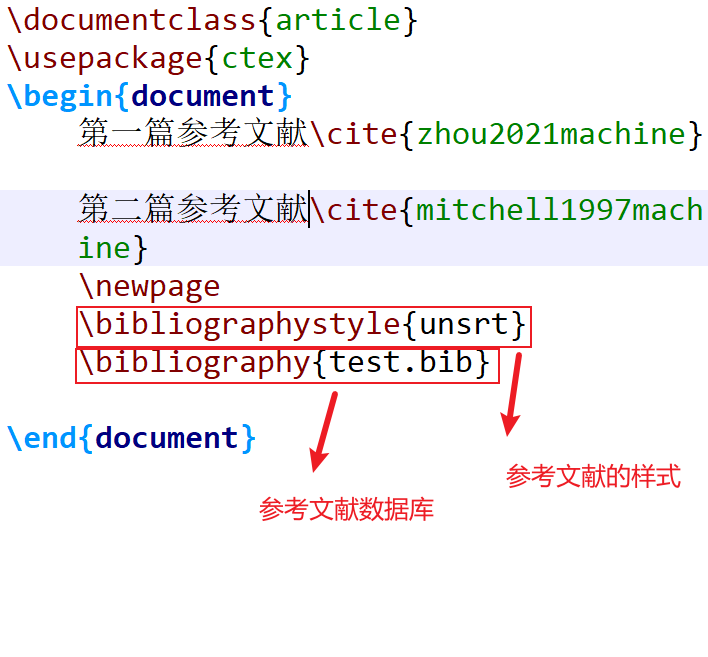 \documentclass{article}
\usepackage{ctex}
\begin{document}
第一篇参考文献\cite{zhou2021machine}
第二篇参考文献\cite{mitchell1997mach
ine}
\newpage
\bibliographystyle{unsrt}
\bibliography{test.bib}
\end{document}
参考文献的样式
参考文献数据库